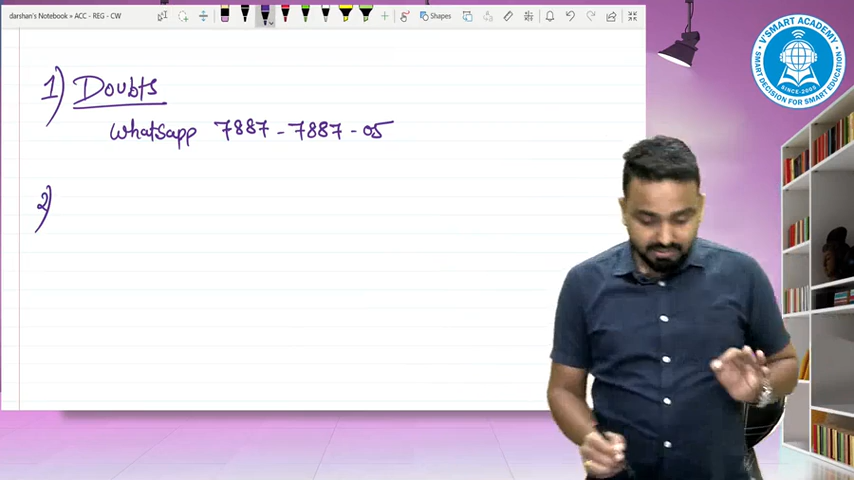 darshan's Notebook » ACC - REG - CW
Shapes
V'SMART ACADEMY
SMART DECISION FOR SMART EDUCATION
SINCE-2005
1) Doubts
Whatsapp 7887 - 7887 - 05
2)